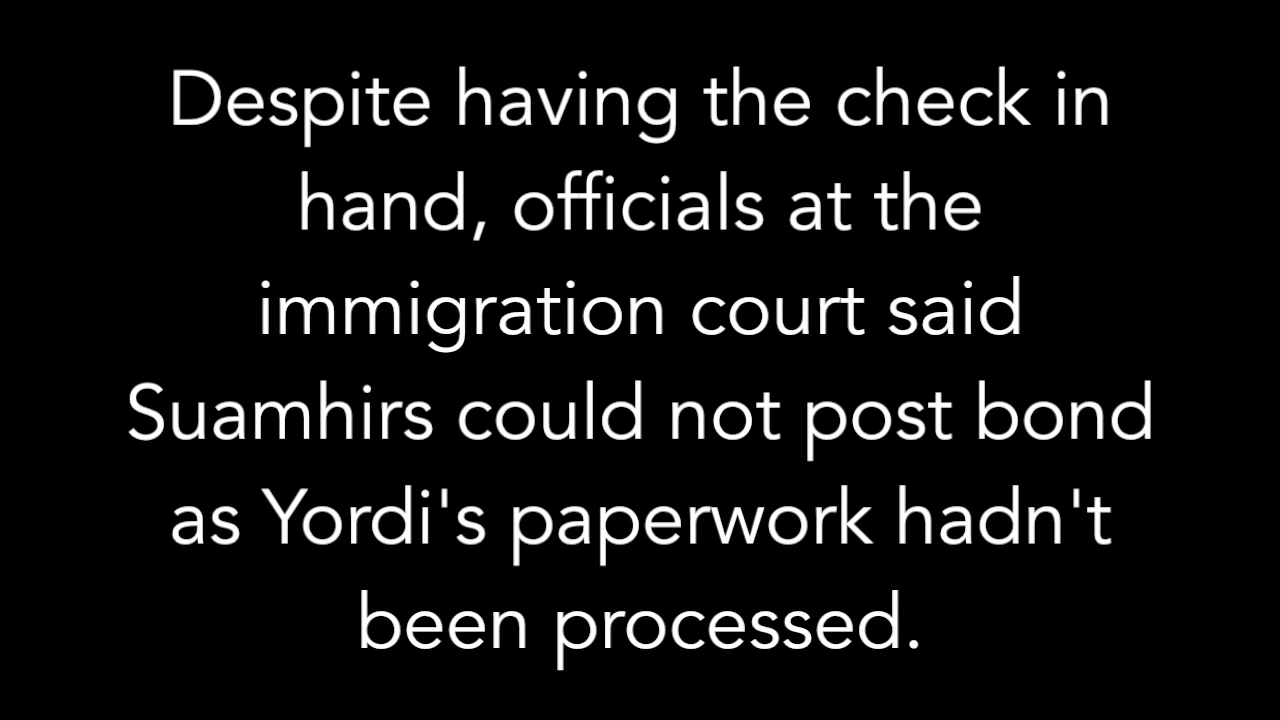 Despite having the check in
hand, officials at the
immigration court said
Suamhirs could not post bond
as Yordi's paperwork hadn't
been processed.